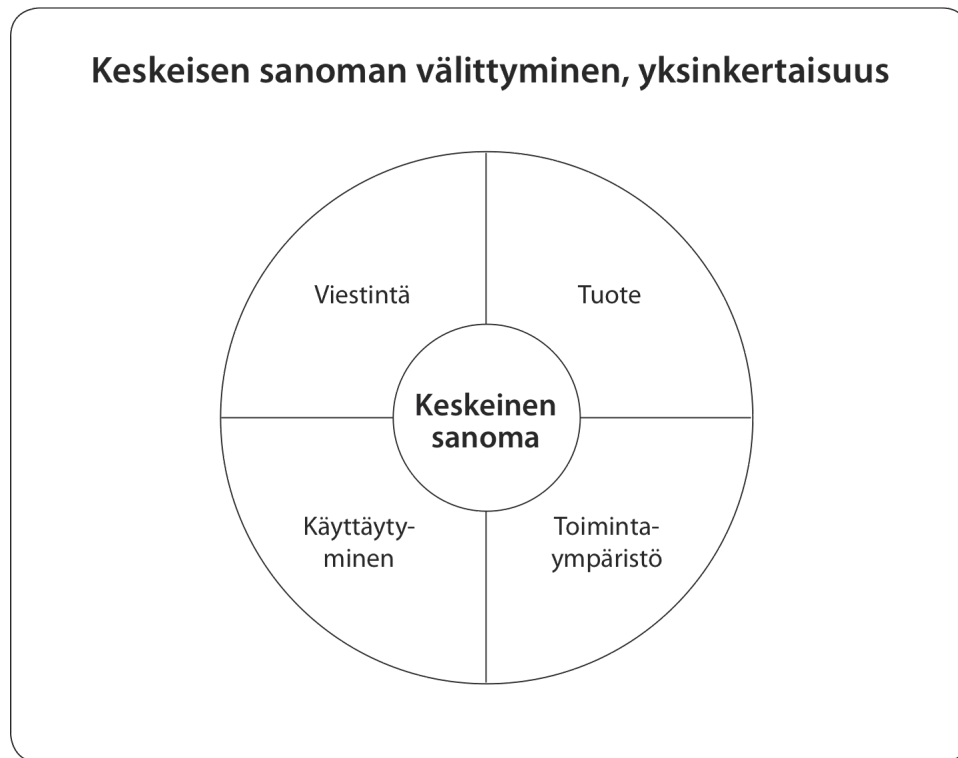 Keskeisen sanoman välittyminen, yksinkertaisuus
Viestintä
Tuote
Keskeinen
sanoma
Käyttäyty-
minen
Toiminta-
ympäristö